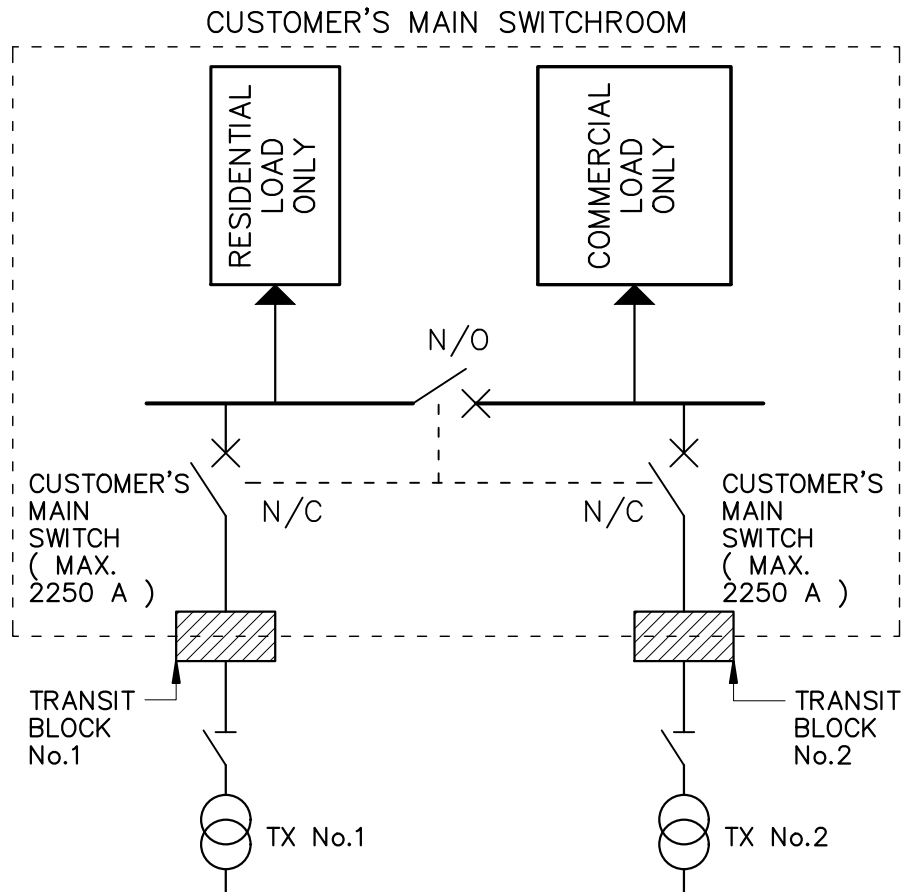 CUSTOMER'S MAIN SWITCHROOM
RESIDENTIAL
LOAD
ONLY
COMMERCIAL
LOAD
ONLY
N/O
CUSTOMER'S
MAIN
SWITCH
( MAX.
2250 A )
N/C
N/C
CUSTOMER'S
MAIN
SWITCH
( MAX.
2250 A )
TRANSIT
BLOCK
No.1
TRANSIT
BLOCK
No.2
TX No.1
TX No.2